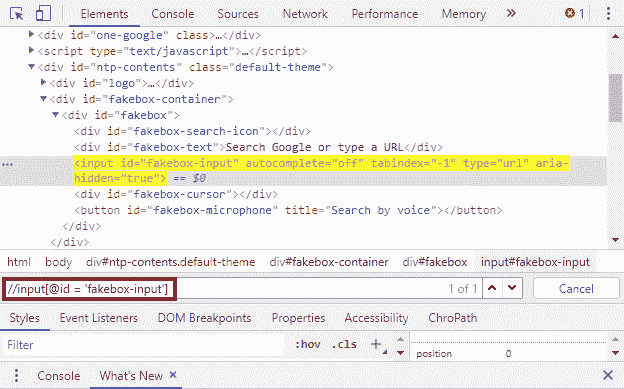 Elements Console Sources Network Performance Memory » 1
<div id="one-google" class>…</div>
<script type="text/javascript">…</script>
<div id="ntp-contents" class="default-theme">
<div id="logo">…</div>
<div id="fakebox-container">
<div id="fakebox">
<div id="fakebox-search-icon"></div>
<div id="fakebox-text">Search Google or type a URL</div>
... <input id="fakebox-input" autocomplete="off" tabindex="-1" type="url" aria-
hidden="true"> == $0
<div id="fakebox-cursor"></div>
<button id="fakebox-microphone" title="Search by voice"></button>
</div>
</div>
html body div#ntp-contents.default-theme div#fakebox-container div#fakebox input#fakebox-input
//input[@id = 'fakebox-input'] 1 of 1 Cancel
Styles Event Listeners DOM Breakpoints Properties Accessibility ChroPath
Filter :hov .cls +
position 0
Console What's New ×